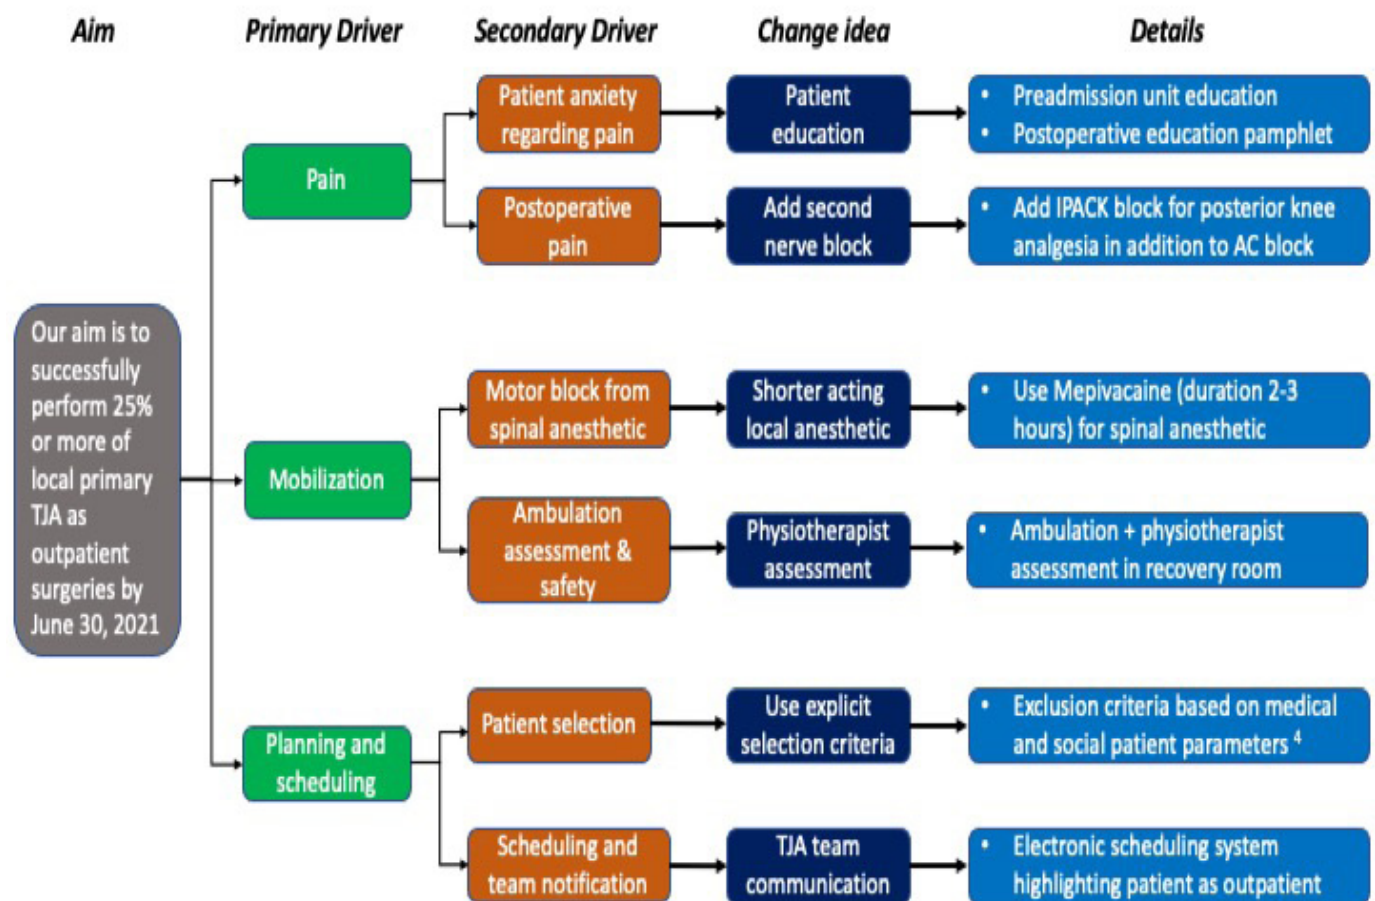 Aim
Primary Driver
Secondary Driver
Change idea
Details
Our aim is to
successfully
perform 25%
or more of
local primary
TJA as
outpatient
surgeries by
June 30, 2021
Pain
Patient anxiety
regarding pain
Patient
education
• Preadmission unit education
• Postoperative education pamphlet
Postoperative
pain
Add second
nerve block
• Add IPACK block for posterior knee
analgesia in addition to AC block
Mobilization
Motor block from
spinal anesthetic
Shorter acting
local anesthetic
• Use Mepivacaine (duration 2-3
hours) for spinal anesthetic
Ambulation
assessment &
safety
Physiotherapist
assessment
• Ambulation + physiotherapist
assessment in recovery room
Planning and
scheduling
Patient selection
Use explicit
selection criteria
• Exclusion criteria based on medical
and social patient parameters 4
Scheduling and
team notification
TJA team
communication
• Electronic scheduling system
highlighting patient as outpatient